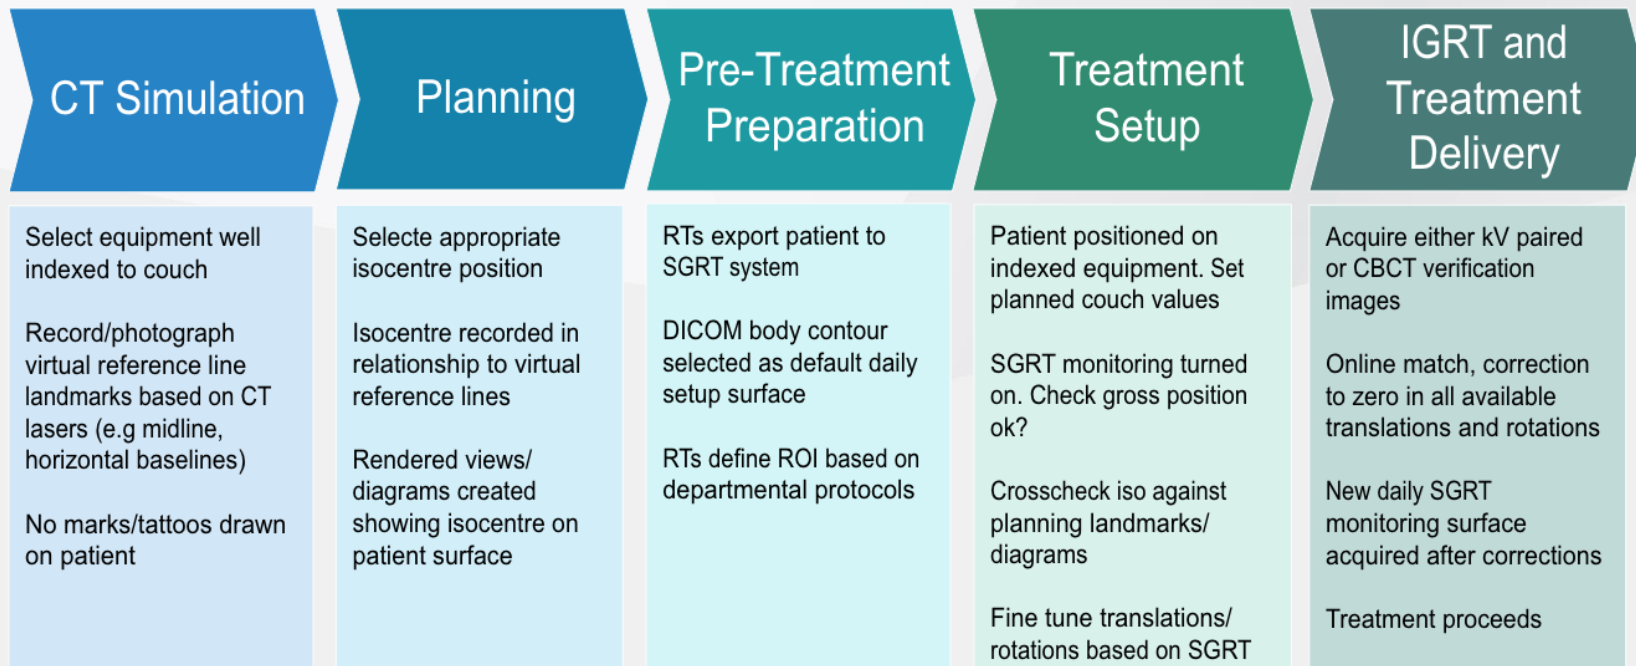 CT Simulation
Select equipment well
indexed to couch
Record/photograph
virtual reference line
landmarks based on CT
lasers (e.g midline,
horizontal baselines)
No marks/tattoos drawn
on patient
Planning
Selecte appropriate
isocentre position
Isocentre recorded in
relationship to virtual
reference lines
Rendered views/
diagrams created
showing isocentre on
patient surface
Pre-Treatment
Preparation
RTs export patient to
SGRT system
DICOM body contour
selected as default daily
setup surface
RTs define ROI based on
departmental protocols
Treatment
Setup
Patient positioned on
indexed equipment. Set
planned couch values
SGRT monitoring turned
on. Check gross position
ok?
Crosscheck iso against
planning landmarks/
diagrams
Fine tune translations/
rotations based on SGRT
IGRT and
Treatment
Delivery
Acquire either kV paired
or CBCT verification
images
Online match, correction
to zero in all available
translations and rotations
New daily SGRT
monitoring surface
acquired after corrections
Treatment proceeds